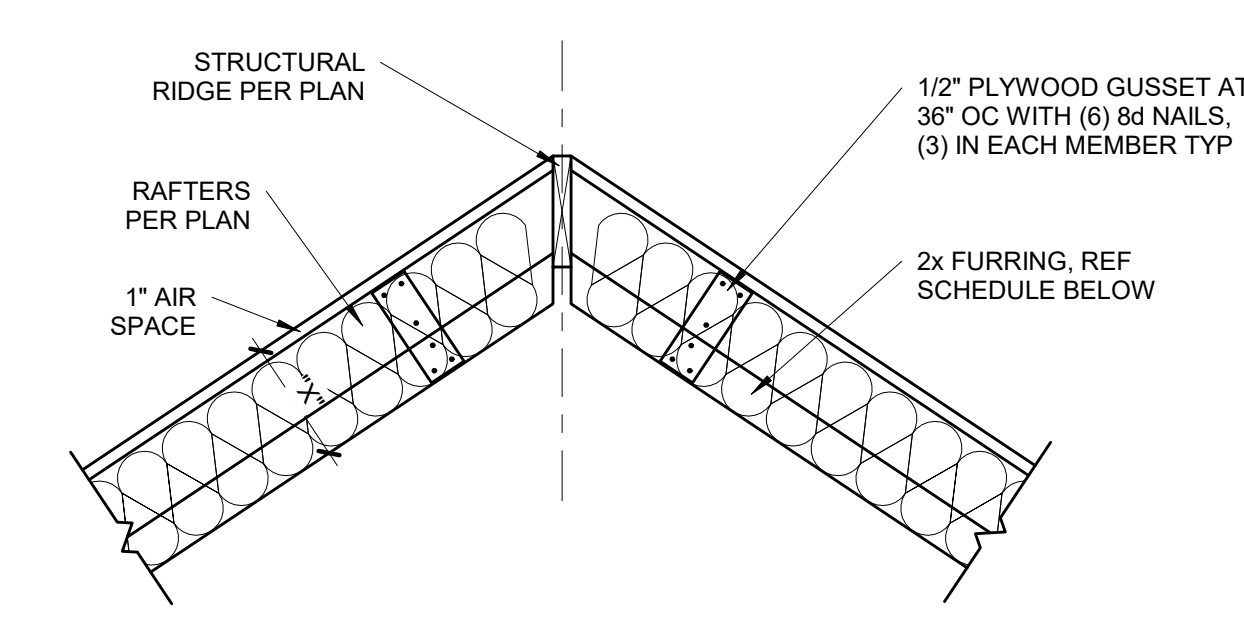 STRUCTURAL
RIDGE PER PLAN
RAFTERS
PER PLAN
1" AIR
SPACE
"X"
1/2" PLYWOOD GUSSET AT
36" OC WITH (6) 8d NAILS,
(3) IN EACH MEMBER TYP
2x FURRING, REF
SCHEDULE BELOW